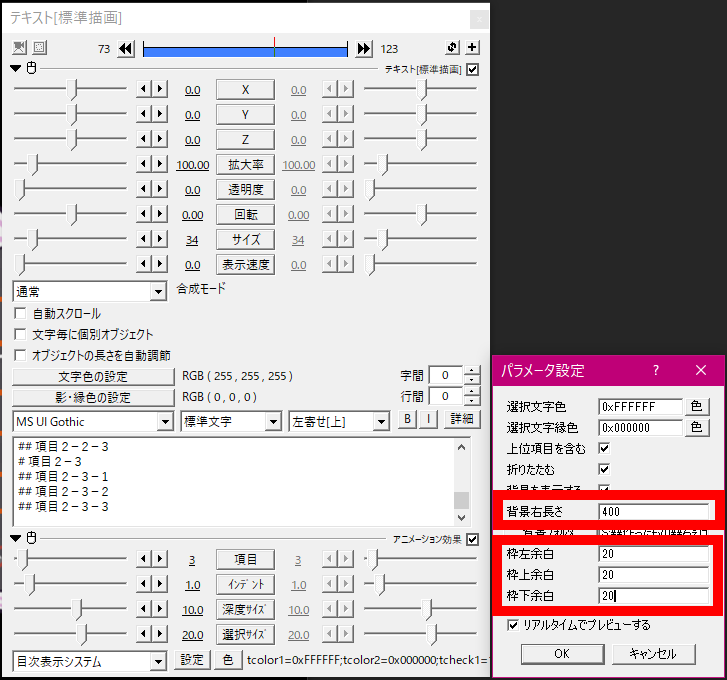 テキスト[標準描画]
73
123
テキスト[標準描画]
0.0 X 0.0
0.0 Y 0.0
0.0 Z 0.0
100.00 拡大率 100.00
0.0 透明度 0.0
0.00 回転 0.00
34 サイズ 34
0.0 表示速度 0.0
通常 合成モード
自動スクロール
文字毎に個別オブジェクト
オブジェクトの長さを自動調節
文字色の設定 RGB ( 255 , 255 , 255 ) 字間 0
影・縁色の設定 RGB ( 0 , 0 , 0 ) 行間 0
MS UI Gothic 標準文字 左寄せ[上] B I 詳細
## 項目２－２－３
# 項目２－３
## 項目２－３－１
## 項目２－３－２
## 項目２－３－３
アニメーション効果
3 項目 3
1.0 インデント 1.0
10.0 深度サイズ 10.0
20.0 選択サイズ 20.0
目次表示システム 設定 色 tcolor1=0xFFFFFF;tcolor2=0x000000;tcheck1=
パラメータ設定 ?
選択文字色 0xFFFFFF 色
選択文字縁色 0x000000 色
上位項目を含む
折りたたむ
背景を表示する
背景右長さ 400
枠左余白 20
枠上余白 20
枠下余白 20
リアルタイムでプレビューする
OK キャンセル